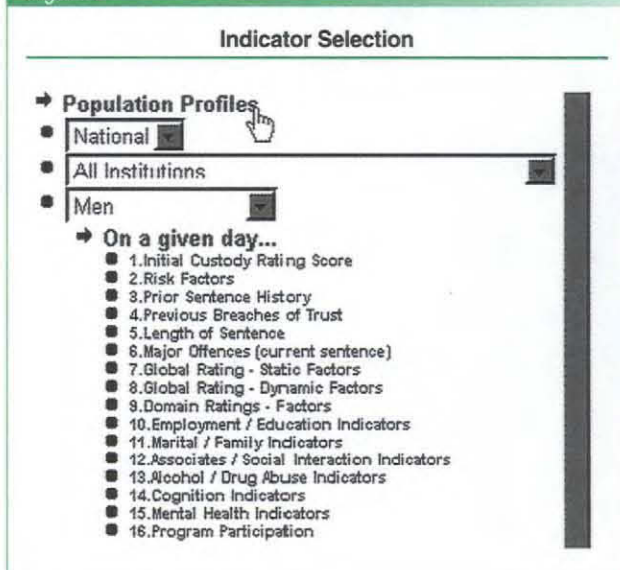 Indicator Selection
Population Profiles
National
All Institutions
Men
On a given day...
1.Initial Custody Rating Score
2.Risk Factors
3.Prior Sentence History
4.Previous Breaches of Trust
5.Length of Sentence
6.Major Offences (current sentence)
7.Global Rating - Static Factors
8.Global Rating - Dynamic Factors
9.Domain Ratings - Factors
10.Employment / Education Indicators
11.Marital / Family Indicators
12.Associates / Social Interaction Indicators
13.Alcohol / Drug Abuse Indicators
14.Cognition Indicators
15.Mental Health Indicators
16.Program Participation